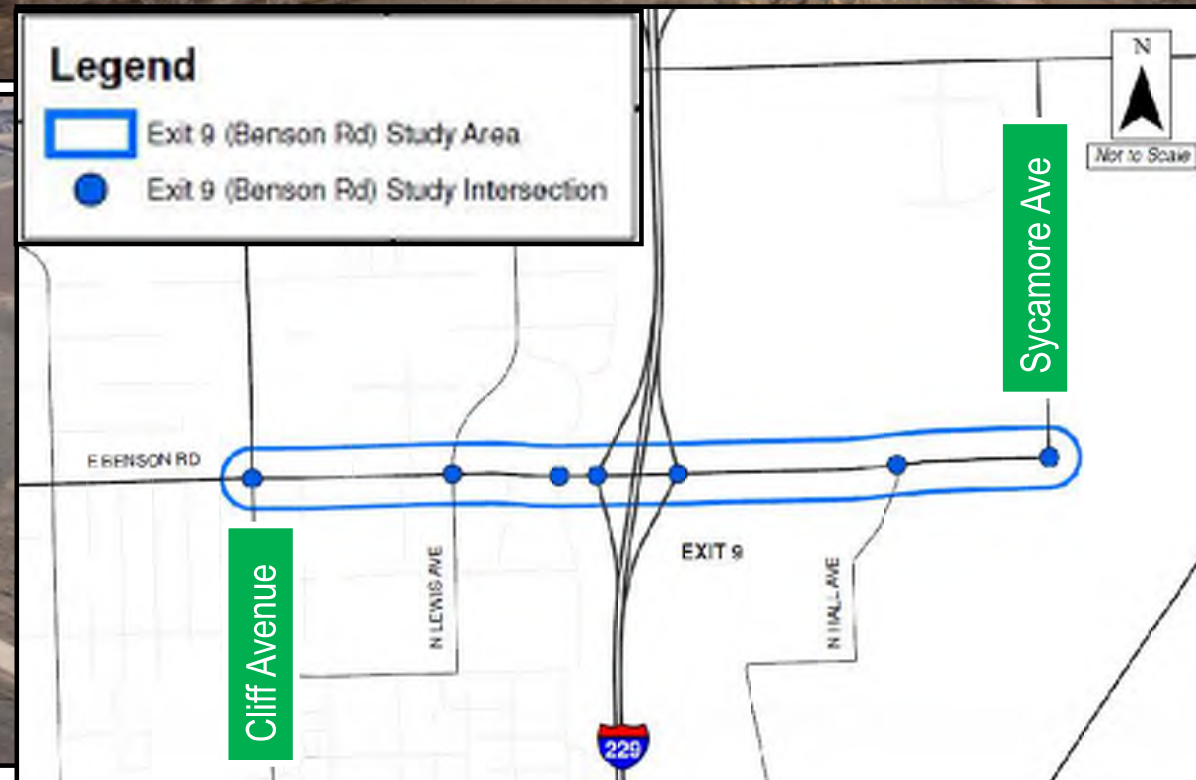 Legend
Exit 9 (Benson Rd) Study Area
Exit 9 (Benson Rd) Study Intersection
N
Not to Scale
Sycamore Ave
E BENSON RD
EXIT 9
N LEWIS AVE
N HALL AVE
Cliff Avenue
229